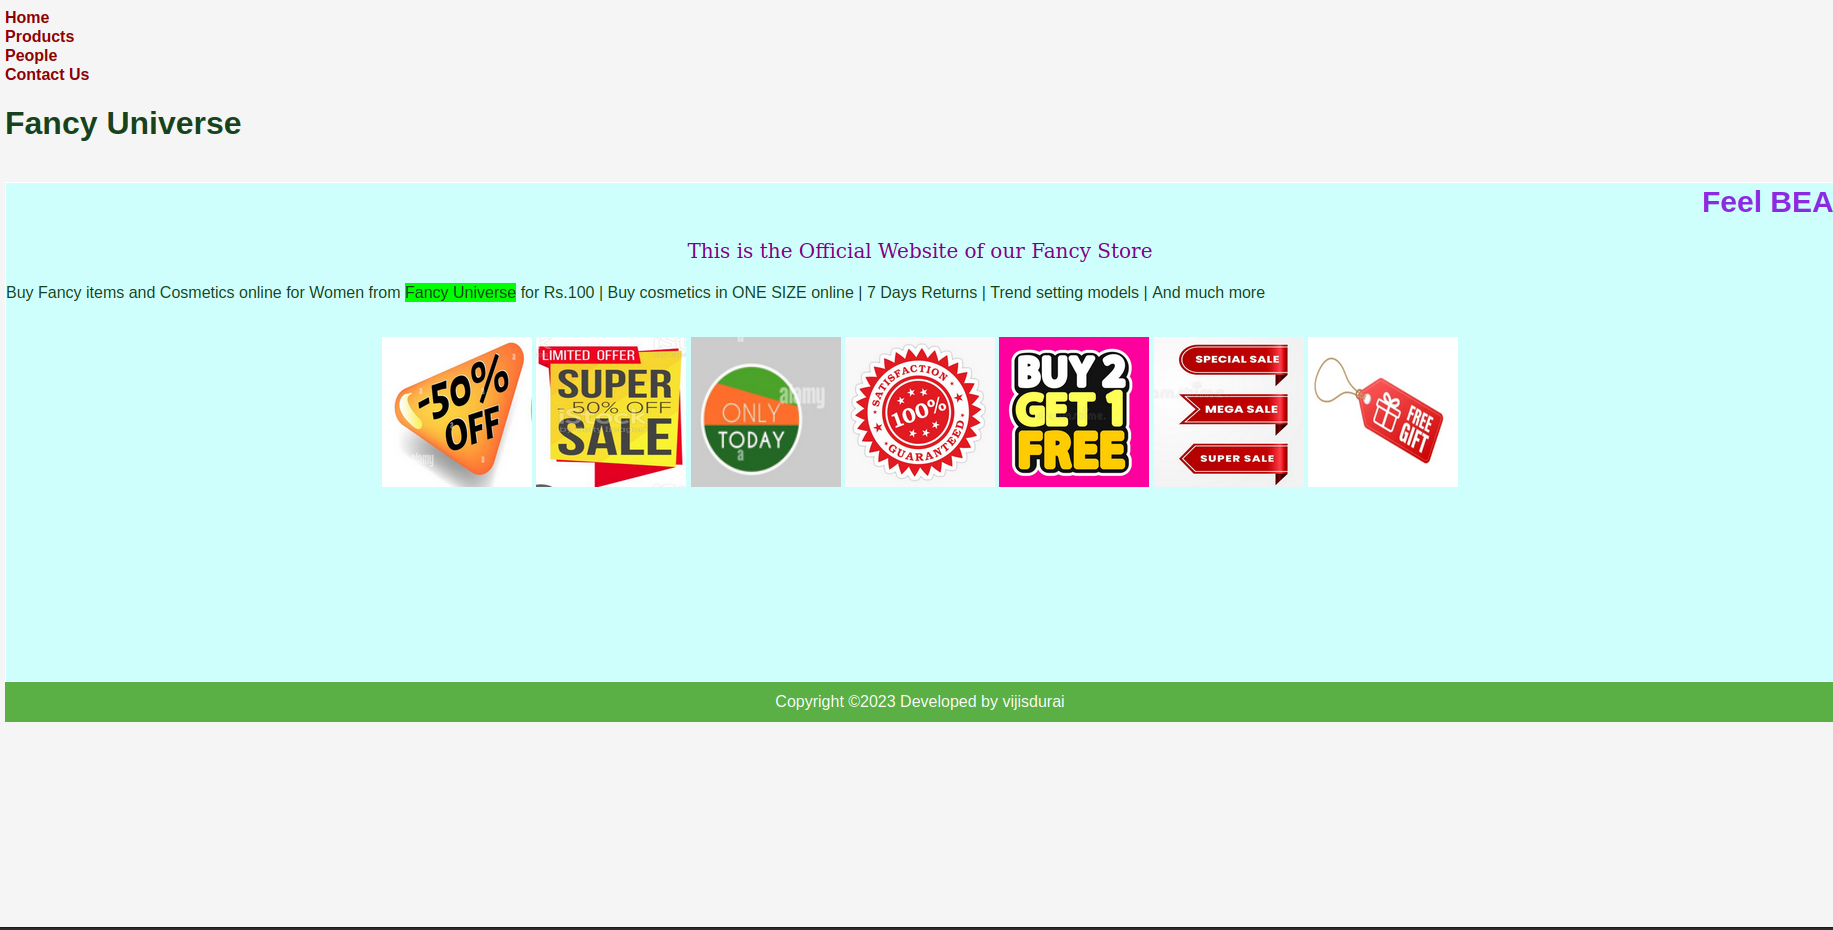 Home
Products
People
Contact Us
Fancy Universe
Feel BEA
This is the Official Website of our Fancy Store
Buy Fancy items and Cosmetics online for Women from Fancy Universe for Rs.100 | Buy cosmetics in ONE SIZE online | 7 Days Returns | Trend setting models | And much more
-50%
OFF
alamy
LIMITED OFFER
SUPER
- 50% OFF
iStock
SALE
ONLY
TODAY
alamy
a
SATISFACTION
100%
GUARANTEED
BUY 2
GET 1
FREE
SPECIAL SALE
MEGA SALE
SUPER SALE
FREE
GIFT
Copyright ©2023 Developed by vijisdurai